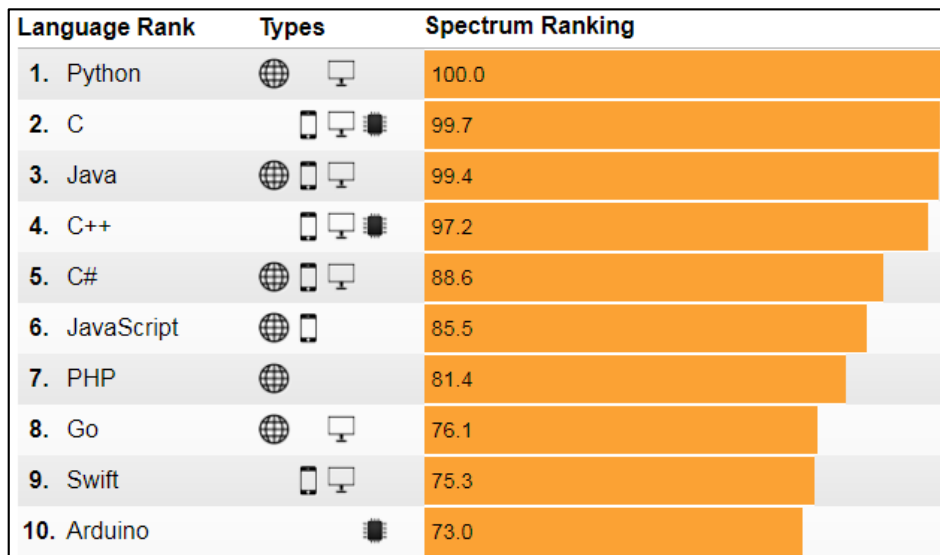 Language Rank Types Spectrum Ranking
1. Python 100.0
2. C 99.7
3. Java 99.4
4. C++ 97.2
5. C# 88.6
6. JavaScript 85.5
7. PHP 81.4
8. Go 76.1
9. Swift 75.3
10. Arduino 73.0